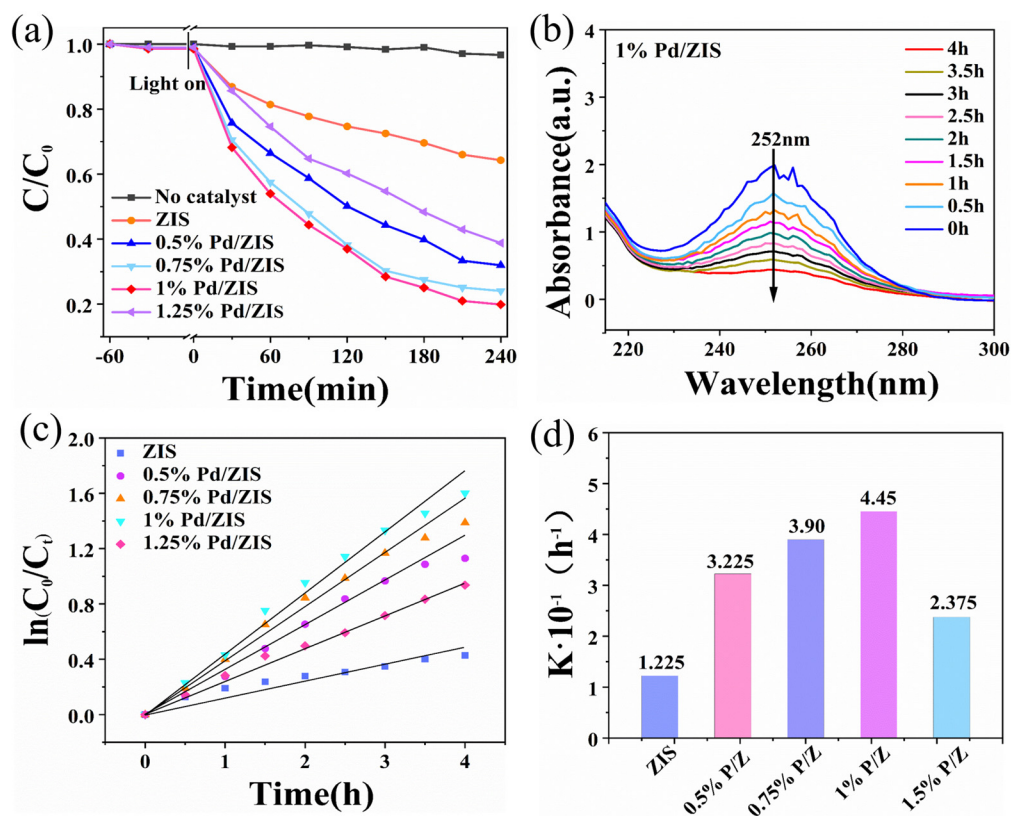 (a)
1.0
0.8
0.6
0.4
0.2
C/C0
Light on
No catalyst
ZIS
0.5% Pd/ZIS
0.75% Pd/ZIS
1% Pd/ZIS
1.25% Pd/ZIS
-60
0
60
120
180
240
Time(min)
(b)
1% Pd/ZIS
252nm
4h
3.5h
3h
2.5h
2h
1.5h
1h
0.5h
0h
4
3
2
1
0
Absorbance(a.u.)
220
240
260
280
300
Wavelength(nm)
(c)
2.0
1.6
1.2
0.8
0.4
0.0
ln(C0/Ct)
ZIS
0.5% Pd/ZIS
0.75% Pd/ZIS
1% Pd/ZIS
1.25% Pd/ZIS
0
1
2
3
4
Time(h)
(d)
6
5
4
3
2
1
0
K·10-1 (h-1)
1.225
3.225
3.90
4.45
2.375
ZIS
0.5% P/Z
0.75% P/Z
1% P/Z
1.5% P/Z